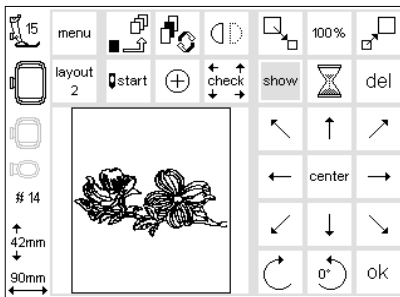 15
menu
100%
layout
2
start
check
show
del
center
# 14
42mm
90mm
0°
ok